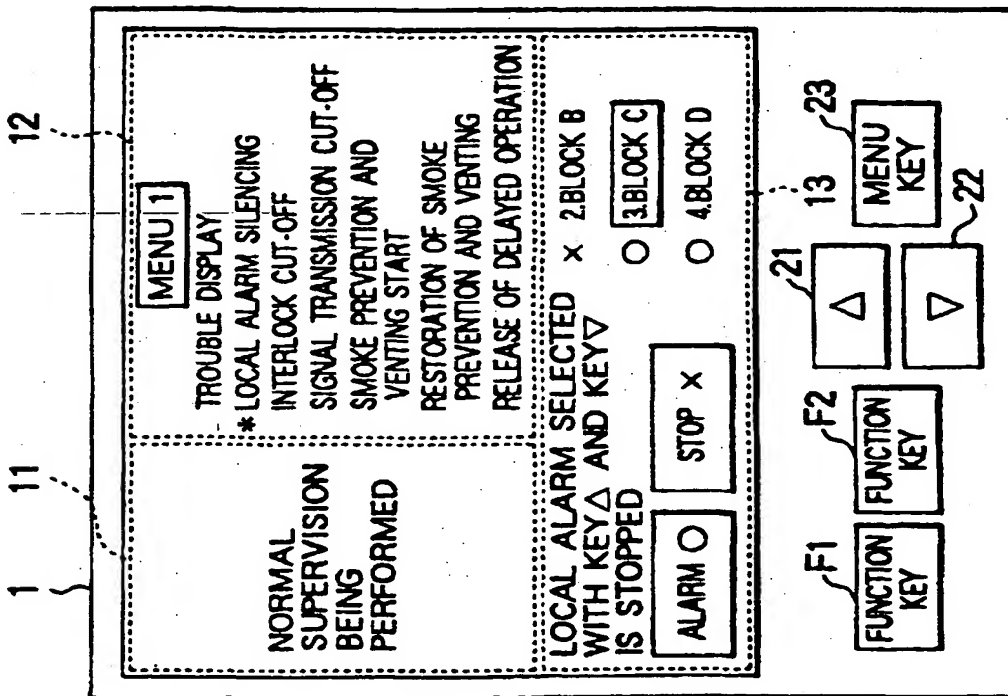 1
11
12
NORMAL
SUPERVISION
BEING
PERFORMED
MENU 1
TROUBLE DISPLAY
* LOCAL ALARM SILENCING
INTERLOCK CUT-OFF
SIGNAL TRANSMISSION CUT-OFF
SMOKE PREVENTION AND
VENTING START
RESTORATION OF SMOKE
PREVENTION AND VENTING
RELEASE OF DELAYED OPERATION
LOCAL ALARM SELECTED
WITH KEY△ AND KEY▽
IS STOPPED
ALARM ○
STOP ×
× 2.BLOCK B
○ 3.BLOCK C
○ 4.BLOCK D
13
F1
FUNCTION
KEY
F2
FUNCTION
KEY
21
△
▽
22
23
MENU
KEY